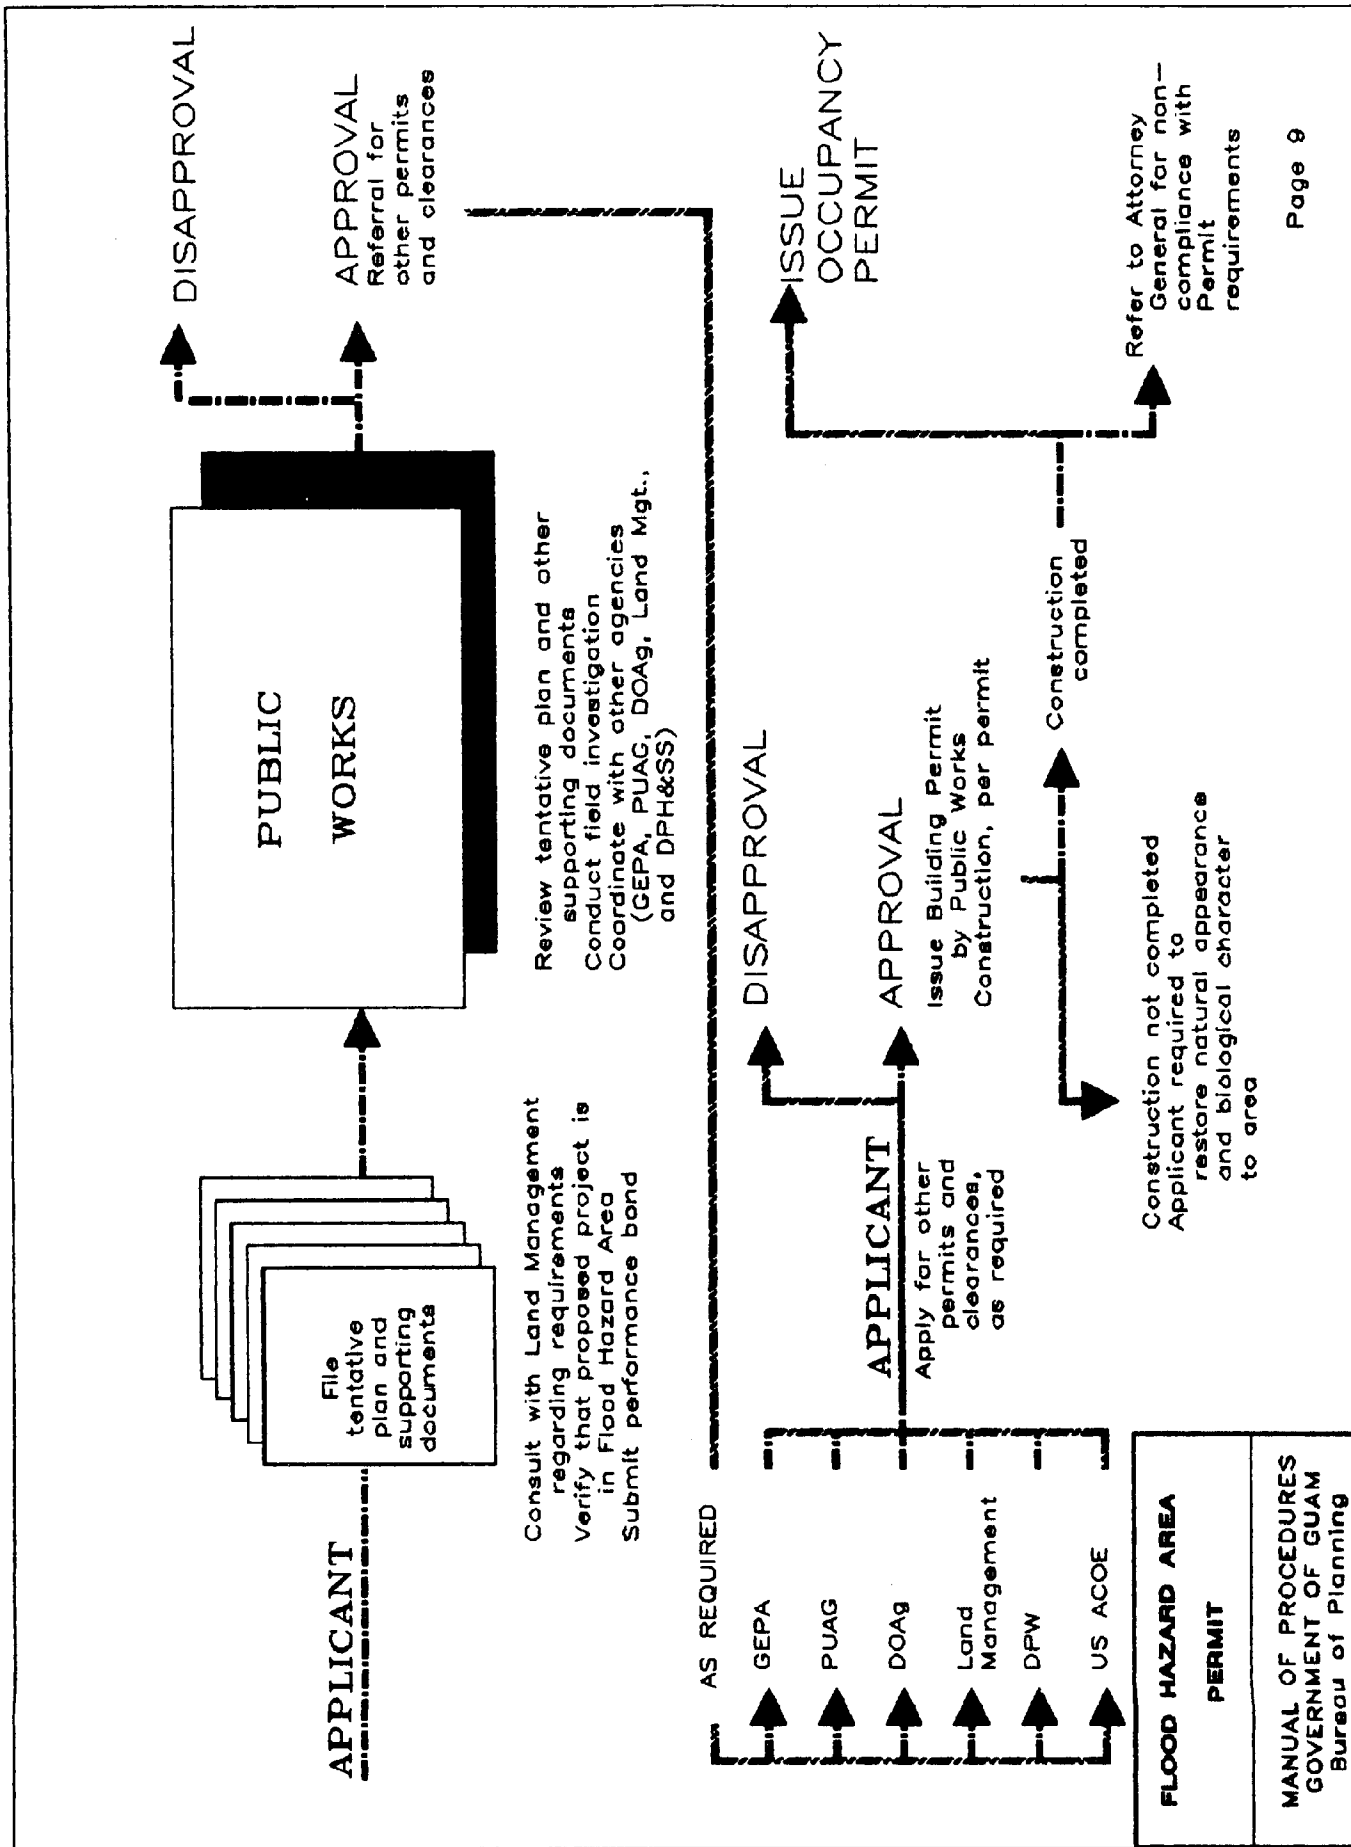 APPLICANT
File
tentative
plan and
supporting
documents
Consult with Land Management
regarding requirements
Verify that proposed project is
in Flood Hazard Area
Submit performance bond
PUBLIC
WORKS
Review tentative plan and other
supporting documents
Conduct field investigation
Coordinate with other agencies
(GEPA, PUAG, DOAg, Land Mgt.,
and DPH&SS)
DISAPPROVAL
APPROVAL
Referral for
other permits
and clearances
AS REQUIRED
GEPA
PUAG
DOAg
Land
Management
DPW
US ACOE
APPLICANT
Apply for other
permits and
clearances,
as required
DISAPPROVAL
APPROVAL
Issue Building Permit
by Public Works
Construction, per permit
Construction not completed
Applicant required to
restore natural appearance
and biological character
to area
Construction
completed
ISSUE
OCCUPANCY
PERMIT
Refer to Attorney
General for non-
compliance with
Permit
requirements
FLOOD HAZARD AREA
PERMIT
MANUAL OF PROCEDURES
GOVERNMENT OF GUAM
Bureau of Planning
Page 9